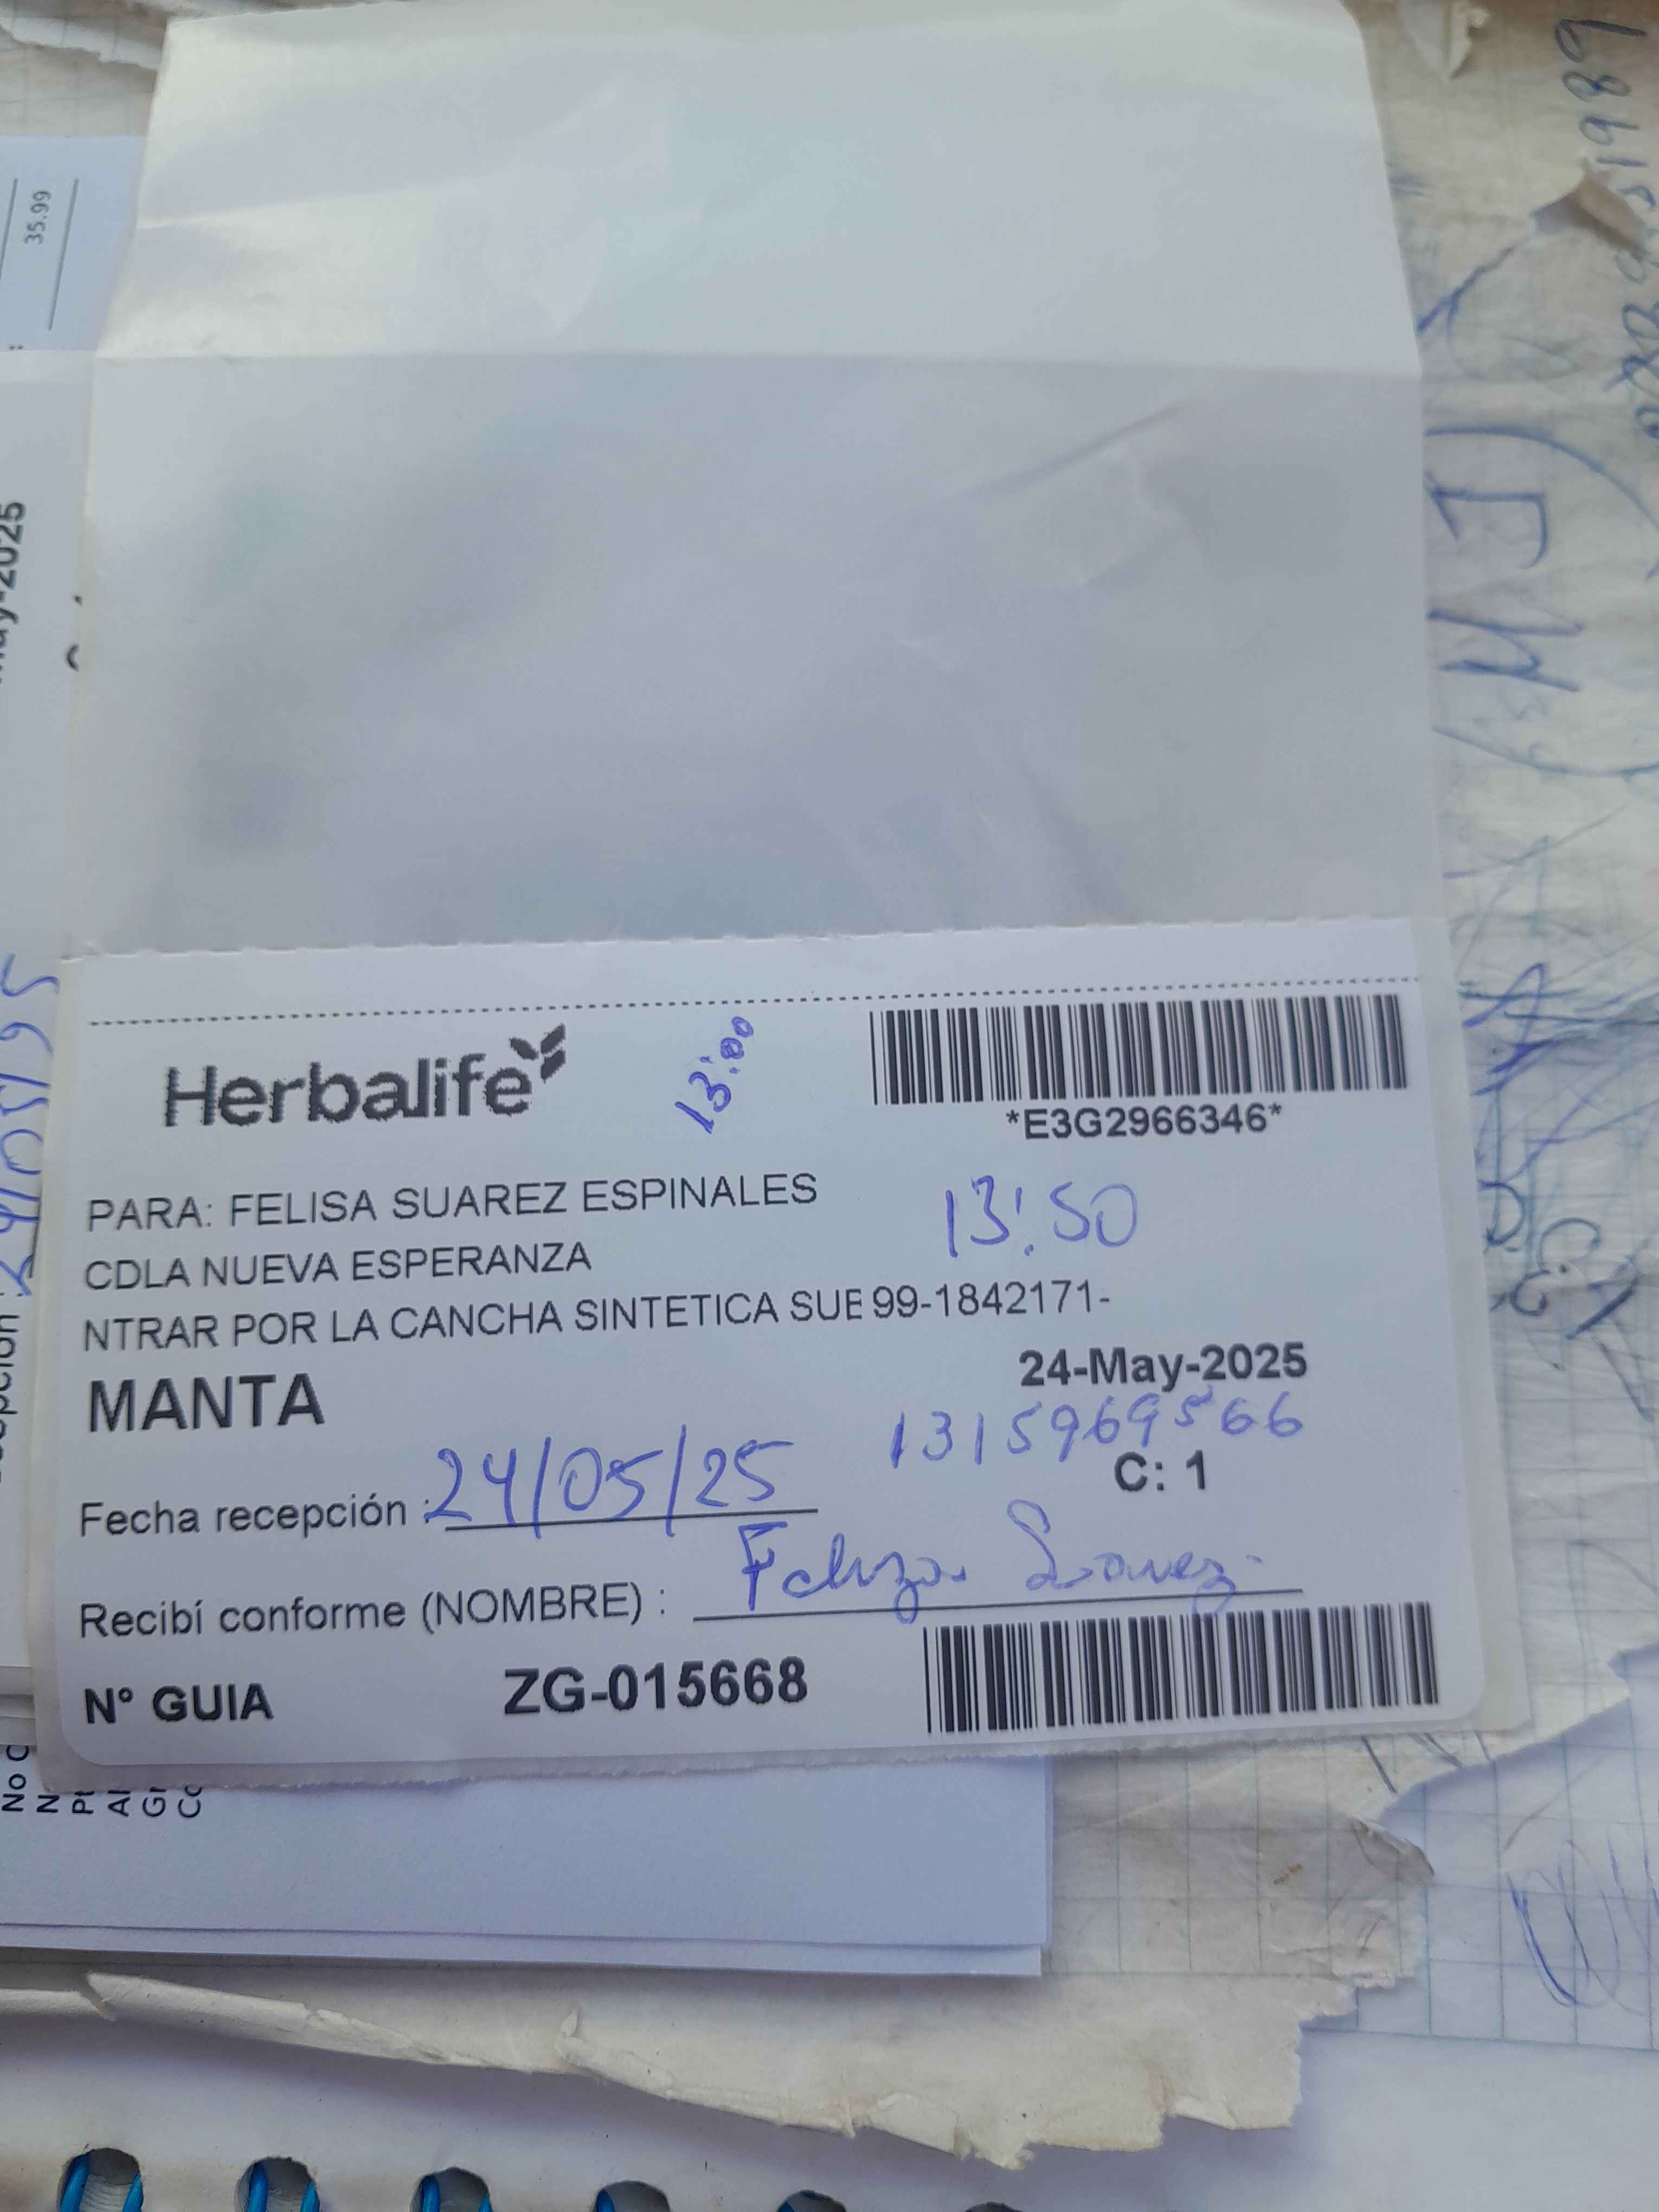 35.99
Herbalife
13:00
*E3G2966346*
PARA: FELISA SUAREZ ESPINALES
13:50
CDLA NUEVA ESPERANZA
NTRAR POR LA CANCHA SINTETICA SUE 99-1842171-
24-May-2025
MANTA
1315969566
C: 1
Fecha recepción : 24/05/25
Recibí conforme (NOMBRE) : Feliza Suarez
N° GUIA ZG-015668